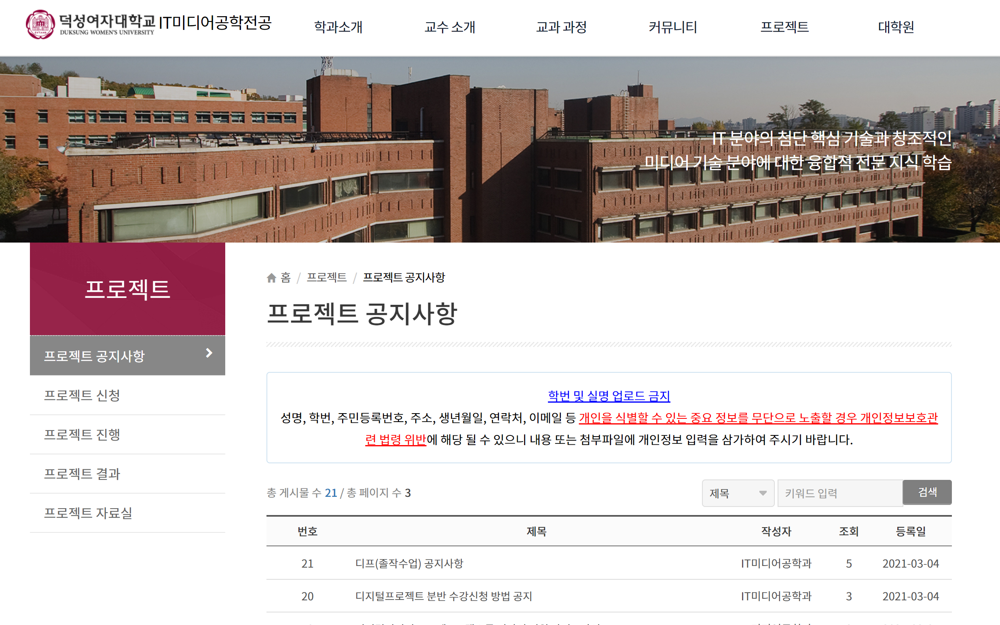 덕성여자대학교 IT미디어공학전공
DUKSUNG WOMEN'S UNIVERSITY
학과소개 교수 소개 교과 과정 커뮤니티 프로젝트 대학원
IT 분야의 첨단 핵심 기술과 창조적인
미디어 기술 분야에 대한 융합적 전문 지식 학습
프로젝트
프로젝트 공지사항
프로젝트 신청
프로젝트 진행
프로젝트 결과
프로젝트 자료실
홈 / 프로젝트 / 프로젝트 공지사항
프로젝트 공지사항
학번 및 실명 업로드 금지
성명, 학번, 주민등록번호, 주소, 생년월일, 연락처, 이메일 등 개인을 식별할 수 있는 중요 정보를 무단으로 노출할 경우 개인정보보호관
련 법령 위반에 해당 될 수 있으니 내용 또는 첨부파일에 개인정보 입력을 삼가하여 주시기 바랍니다.
총 게시물 수 21 / 총 페이지 수 3
제목 키워드 입력 검색
번호 제목 작성자 조회 등록일
21 디프(졸작수업) 공지사항 IT미디어공학과 5 2021-03-04
20 디지털프로젝트 분반 수강신청 방법 공지 IT미디어공학과 3 2021-03-04